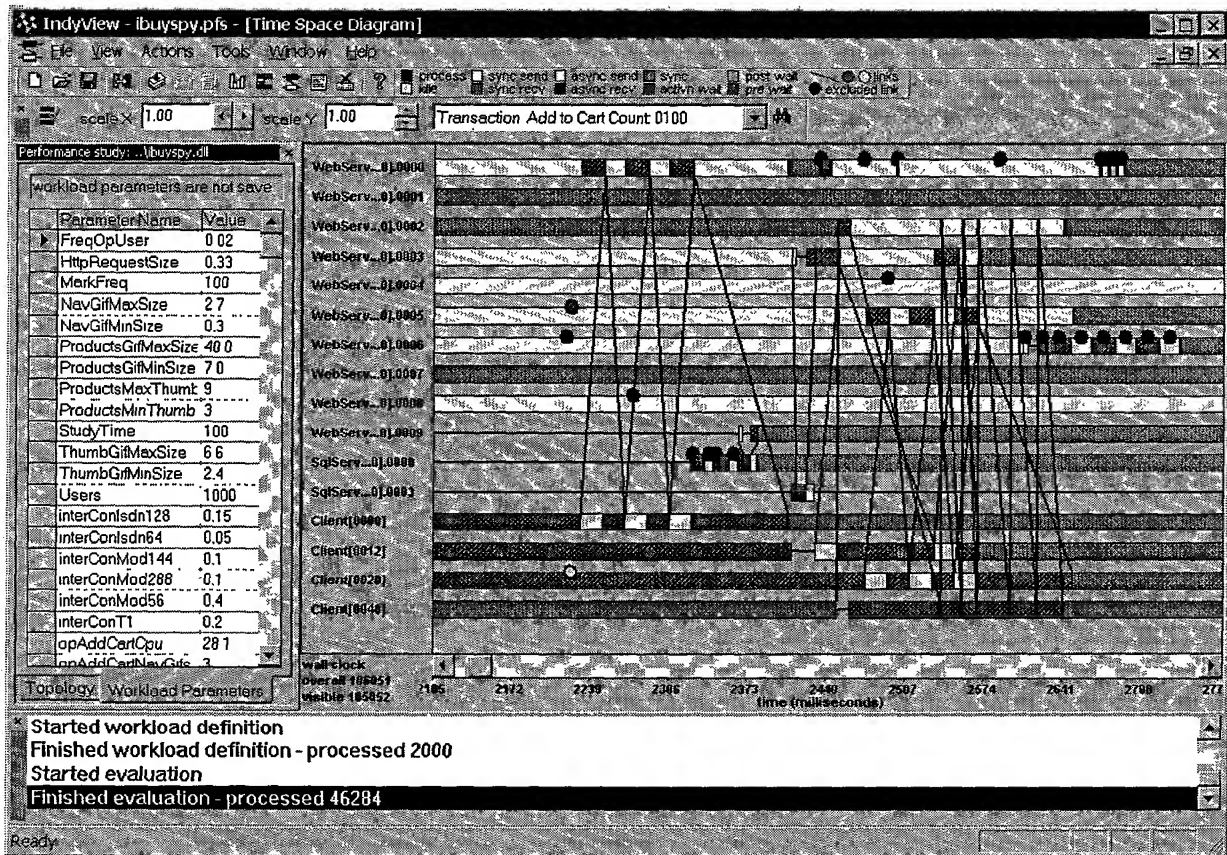 IndyView - ibuyspy.pfs - [Time Space Diagram]
File View Actions Tools Window Help
process sync send async send sync post wait links
idle sync recv async recv activn wait pre wait excluded link
scale X 1.00 scale Y 1.00 Transaction Add to Cart Count 0100
Performance study: ...\ibuyspy.dll
workload parameters are not save
ParameterName Value
FreqOpUser 0 02
HttpRequestSize 0.33
MarkFreq 100
NavGifMaxSize 2 7
NavGifMinSize 0.3
ProductsGifMaxSize 40 0
ProductsGifMinSize 7 0
ProductsMaxThumb 9
ProductsMinThumb 3
StudyTime 100
ThumbGifMaxSize 6 6
ThumbGifMinSize 2.4
Users 1000
interConIsdn128 0.15
interConIsdn64 0.05
interConMod144 0.1
interConMod288 0.1
interConMod56 0.4
interConT1 0.2
opAddCartCpu 28 1
opAddCartNavGifs 3
Topology Workload Parameters
WebServ...0].0000
WebServ...0].0001
WebServ...0].0002
WebServ...0].0003
WebServ...0].0004
WebServ...0].0005
WebServ...0].0006
WebServ...0].0007
WebServ...0].0008
WebServ...0].0009
SqlServ...0].0000
SqlServ...0].0003
Client[0000]
Client[0012]
Client[0020]
Client[0040]
wall clock
overall 106051
visible 106052
2105 2172 2239 2306 2373 2440 2507 2574 2641 2708 277
time (milliseconds)
Started workload definition
Finished workload definition - processed 2000
Started evaluation
Finished evaluation - processed 46284
Ready